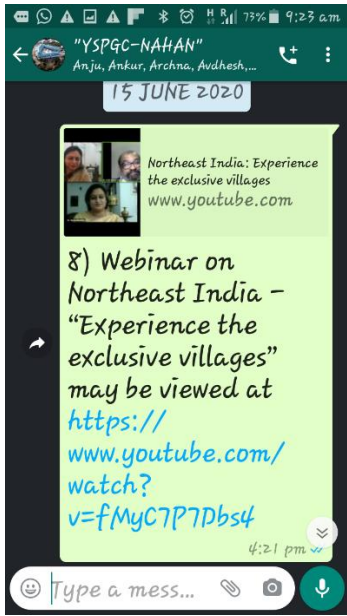 73% 9:23 am
"YSPGC-NAHAN"
Anju, Ankur, Archna, Avdhesh,...
15 JUNE 2020
Northeast India: Experience
the exclusive villages
www.youtube.com
8) Webinar on
Northeast India -
“Experience the
exclusive villages”
may be viewed at
https://
www.youtube.com/
watch?
v=fMyC7P7Dbs4
4:21 pm
Type a mess...